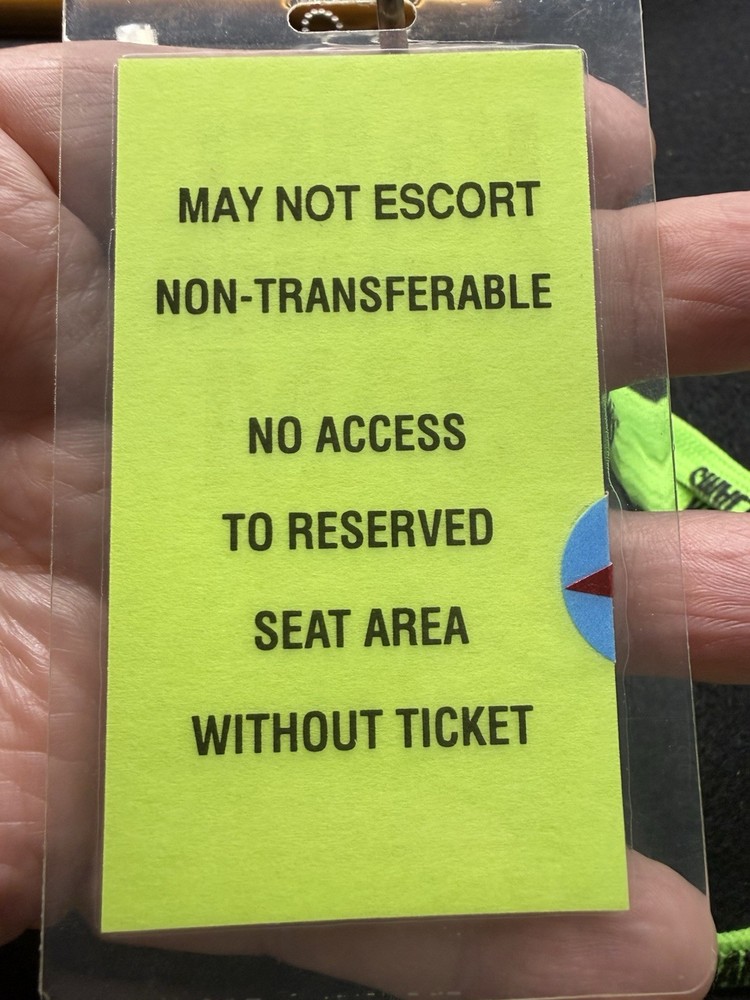 MAY NOT ESCORT
NON-TRANSFERABLE
NO ACCESS
TO RESERVED
SEAT AREA
WITHOUT TICKET